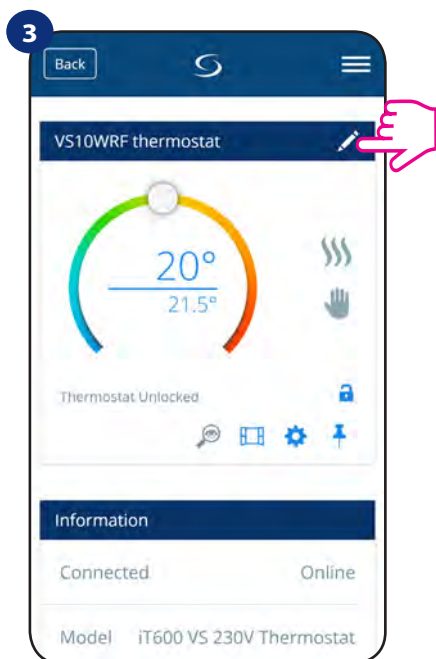 3
Back
VS10WRF thermostat
20°
21.5°
Thermostat Unlocked
Information
Connected Online
Model iT600 VS 230V Thermostat